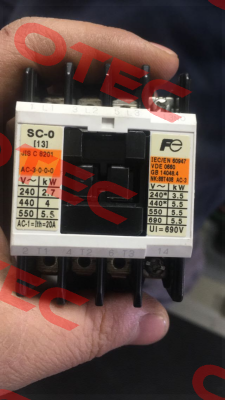 OTEC
SC-0
[13]
JIS C 8201
AC-3 0-0-0
V~ kW
240 2.7
440 4
550 5.5
AC-1=Ith=20A
Fe
IEC/EN 60947
VDE 0660
GB 14048.4
AC-3
V~ kW
240 3.5
440 5.5
550 5.5
690 5.5
Ui=690V
14